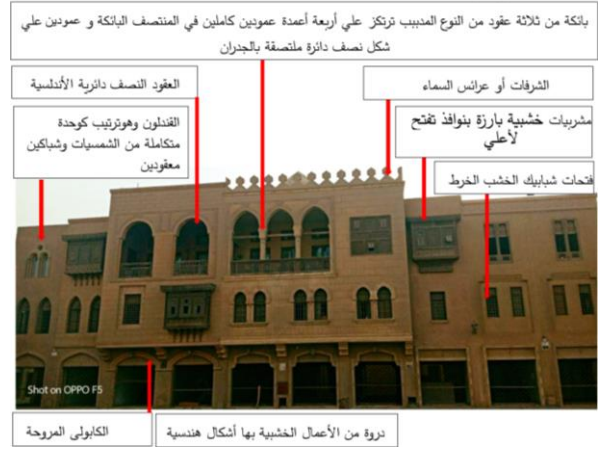 بائكة من ثلاثة عقود من النوع المدبب ترتكز علي أربعة أعمدة عمودين كاملين في المنتصف البائكة و عمودين علي
شكل نصف دائرة ملتصقة بالجدران
الشرفات أو عرائس السماء
العقود النصف دائرية الأندلسية
مشربيات خشبية بارزة بنوافذ تفتح
لأعلي
القندلون وهوترتيب كوحدة
متكاملة من الشمسيات وشباكين
معقودين
فتحات شبابيك الخشب الخرط
Shot on OPPO F5
دروة من الأعمال الخشبية بها أشكال هندسية
الكابولى المروحة